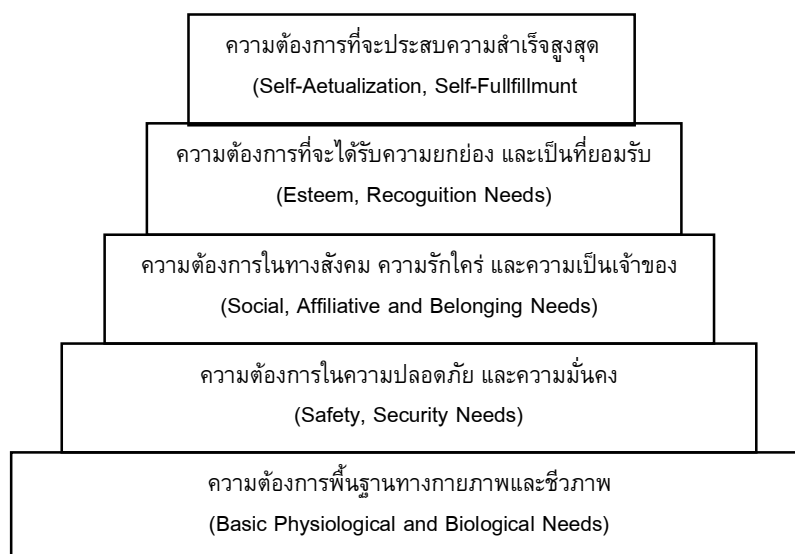 ความต้องการที่จะประสบความสำเร็จสูงสุด
(Self-Aetualization, Self-Fullfillmunt
ความต้องการที่จะได้รับความยกย่อง และเป็นที่ยอมรับ
(Esteem, Recoguition Needs)
ความต้องการในทางสังคม ความรักใคร่ และความเป็นเจ้าของ
(Social, Affiliative and Belonging Needs)
ความต้องการในความปลอดภัย และความมั่นคง
(Safety, Security Needs)
ความต้องการพื้นฐานทางกายภาพและชีวภาพ
(Basic Physiological and Biological Needs)